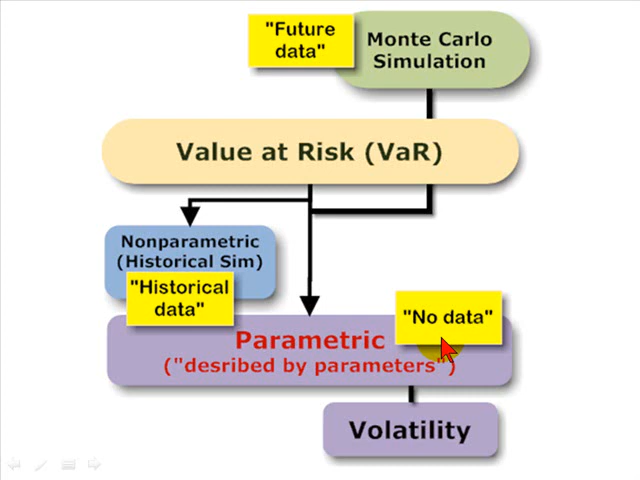 "Future
data"
Monte Carlo
Simulation
Value at Risk (VaR)
Nonparametric
(Historical Sim)
"Historical
data"
"No data"
Parametric
("desribed by parameters")
Volatility